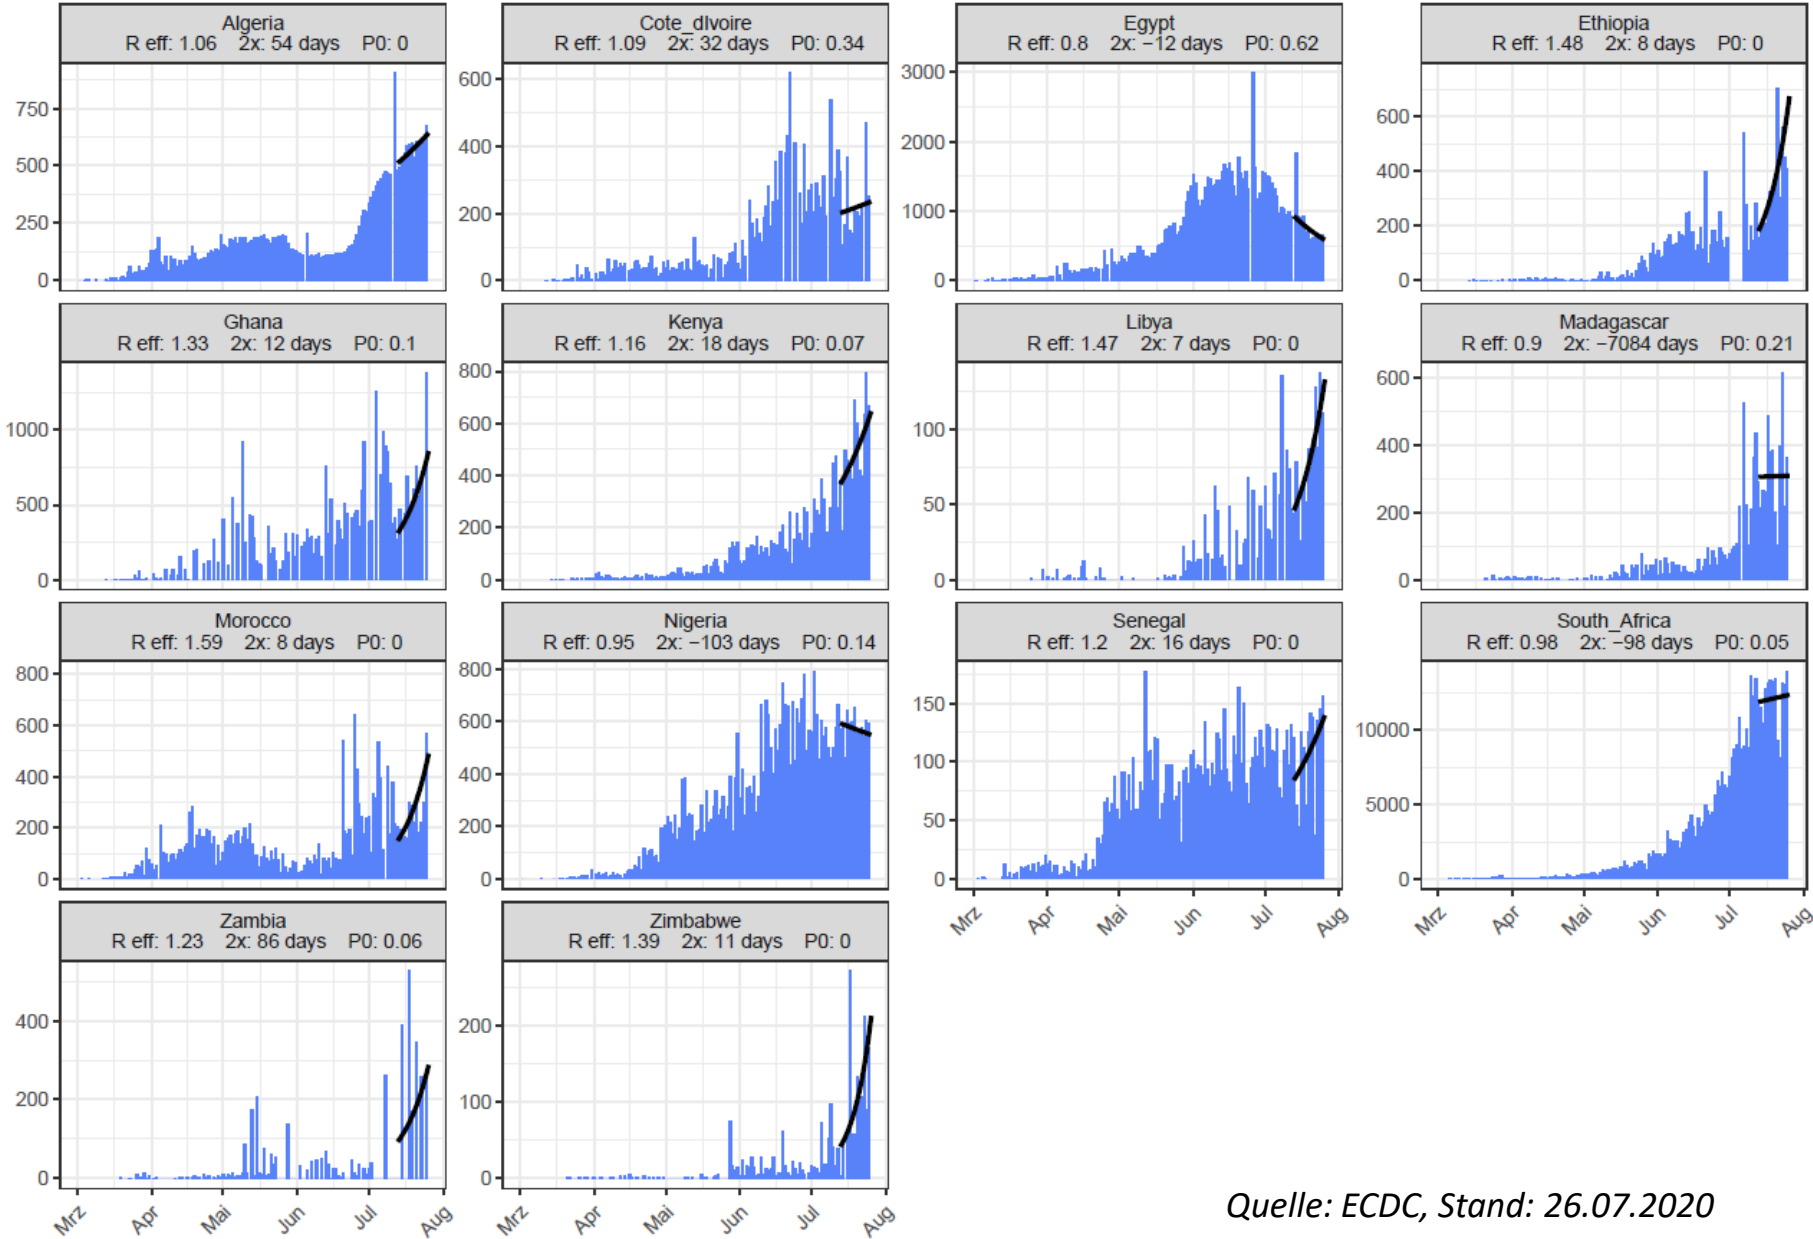 Algeria
R eff: 1.06 2x: 54 days P0: 0
Cote_dIvoire
R eff: 1.09 2x: 32 days P0: 0.34
Egypt
R eff: 0.8 2x: −12 days P0: 0.62
Ethiopia
R eff: 1.48 2x: 8 days P0: 0
750
500
250
0
600
400
200
0
3000
2000
1000
0
600
400
200
0
Ghana
R eff: 1.33 2x: 12 days P0: 0.1
Kenya
R eff: 1.16 2x: 18 days P0: 0.07
Libya
R eff: 1.47 2x: 7 days P0: 0
Madagascar
R eff: 0.9 2x: −7084 days P0: 0.21
1000
500
0
800
600
400
200
0
100
50
0
600
400
200
0
Morocco
R eff: 1.59 2x: 8 days P0: 0
Nigeria
R eff: 0.95 2x: −103 days P0: 0.14
Senegal
R eff: 1.2 2x: 16 days P0: 0
South_Africa
R eff: 0.98 2x: −98 days P0: 0.05
800
600
400
200
0
800
600
400
200
0
150
100
50
0
10000
5000
0
Mrz Apr Mai Jun Jul Aug
Mrz Apr Mai Jun Jul Aug
Zambia
R eff: 1.23 2x: 86 days P0: 0.06
Zimbabwe
R eff: 1.39 2x: 11 days P0: 0
400
200
0
200
100
0
Mrz Apr Mai Jun Jul Aug
Mrz Apr Mai Jun Jul Aug
Quelle: ECDC, Stand: 26.07.2020